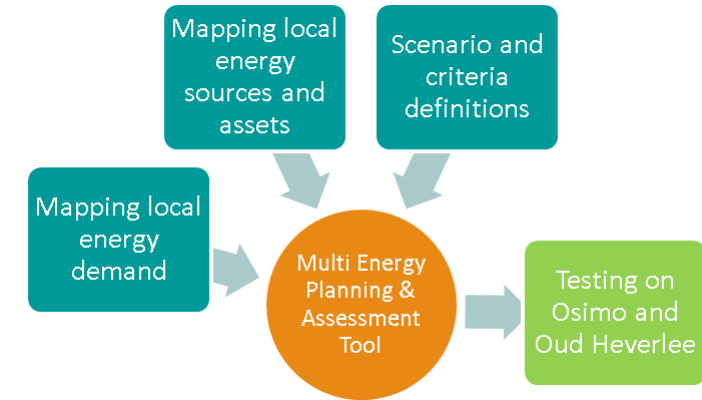 Mapping local
energy
sources and
assets
Scenario and
criteria
definitions
Mapping local
energy
demand
Multi Energy
Planning &
Assessment
Tool
Testing on
Osimo and
Oud Heverlee